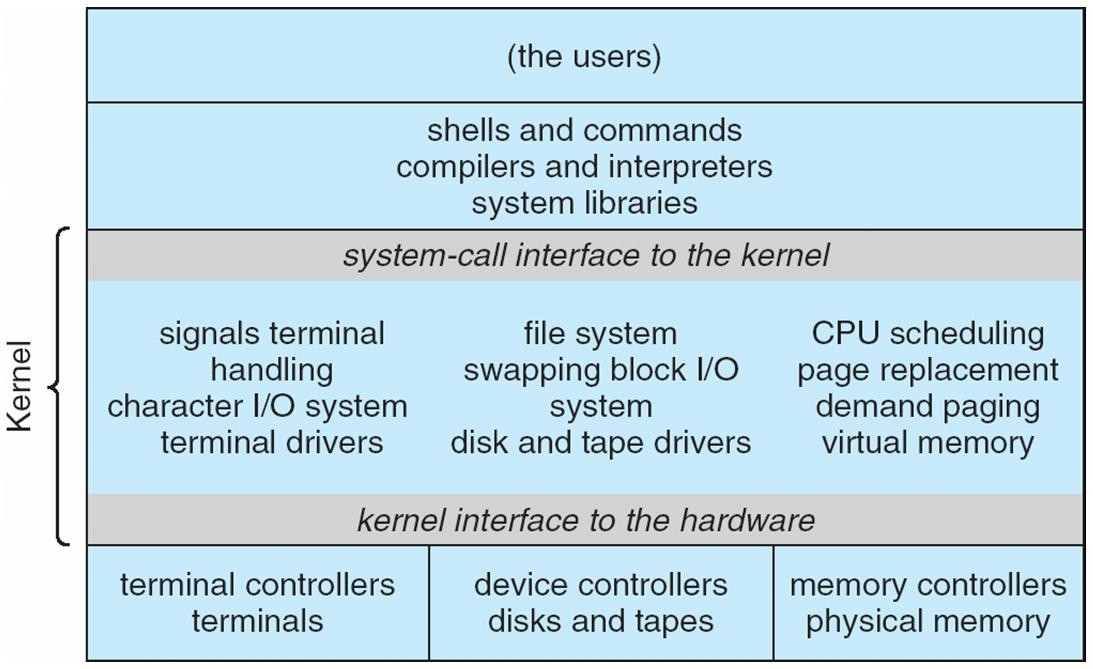 (the users)
shells and commands
compilers and interpreters
system libraries
Kernel
system-call interface to the kernel
signals terminal
handling
character I/O system
terminal drivers
file system
swapping block I/O
system
disk and tape drivers
CPU scheduling
page replacement
demand paging
virtual memory
kernel interface to the hardware
terminal controllers
terminals
device controllers
disks and tapes
memory controllers
physical memory